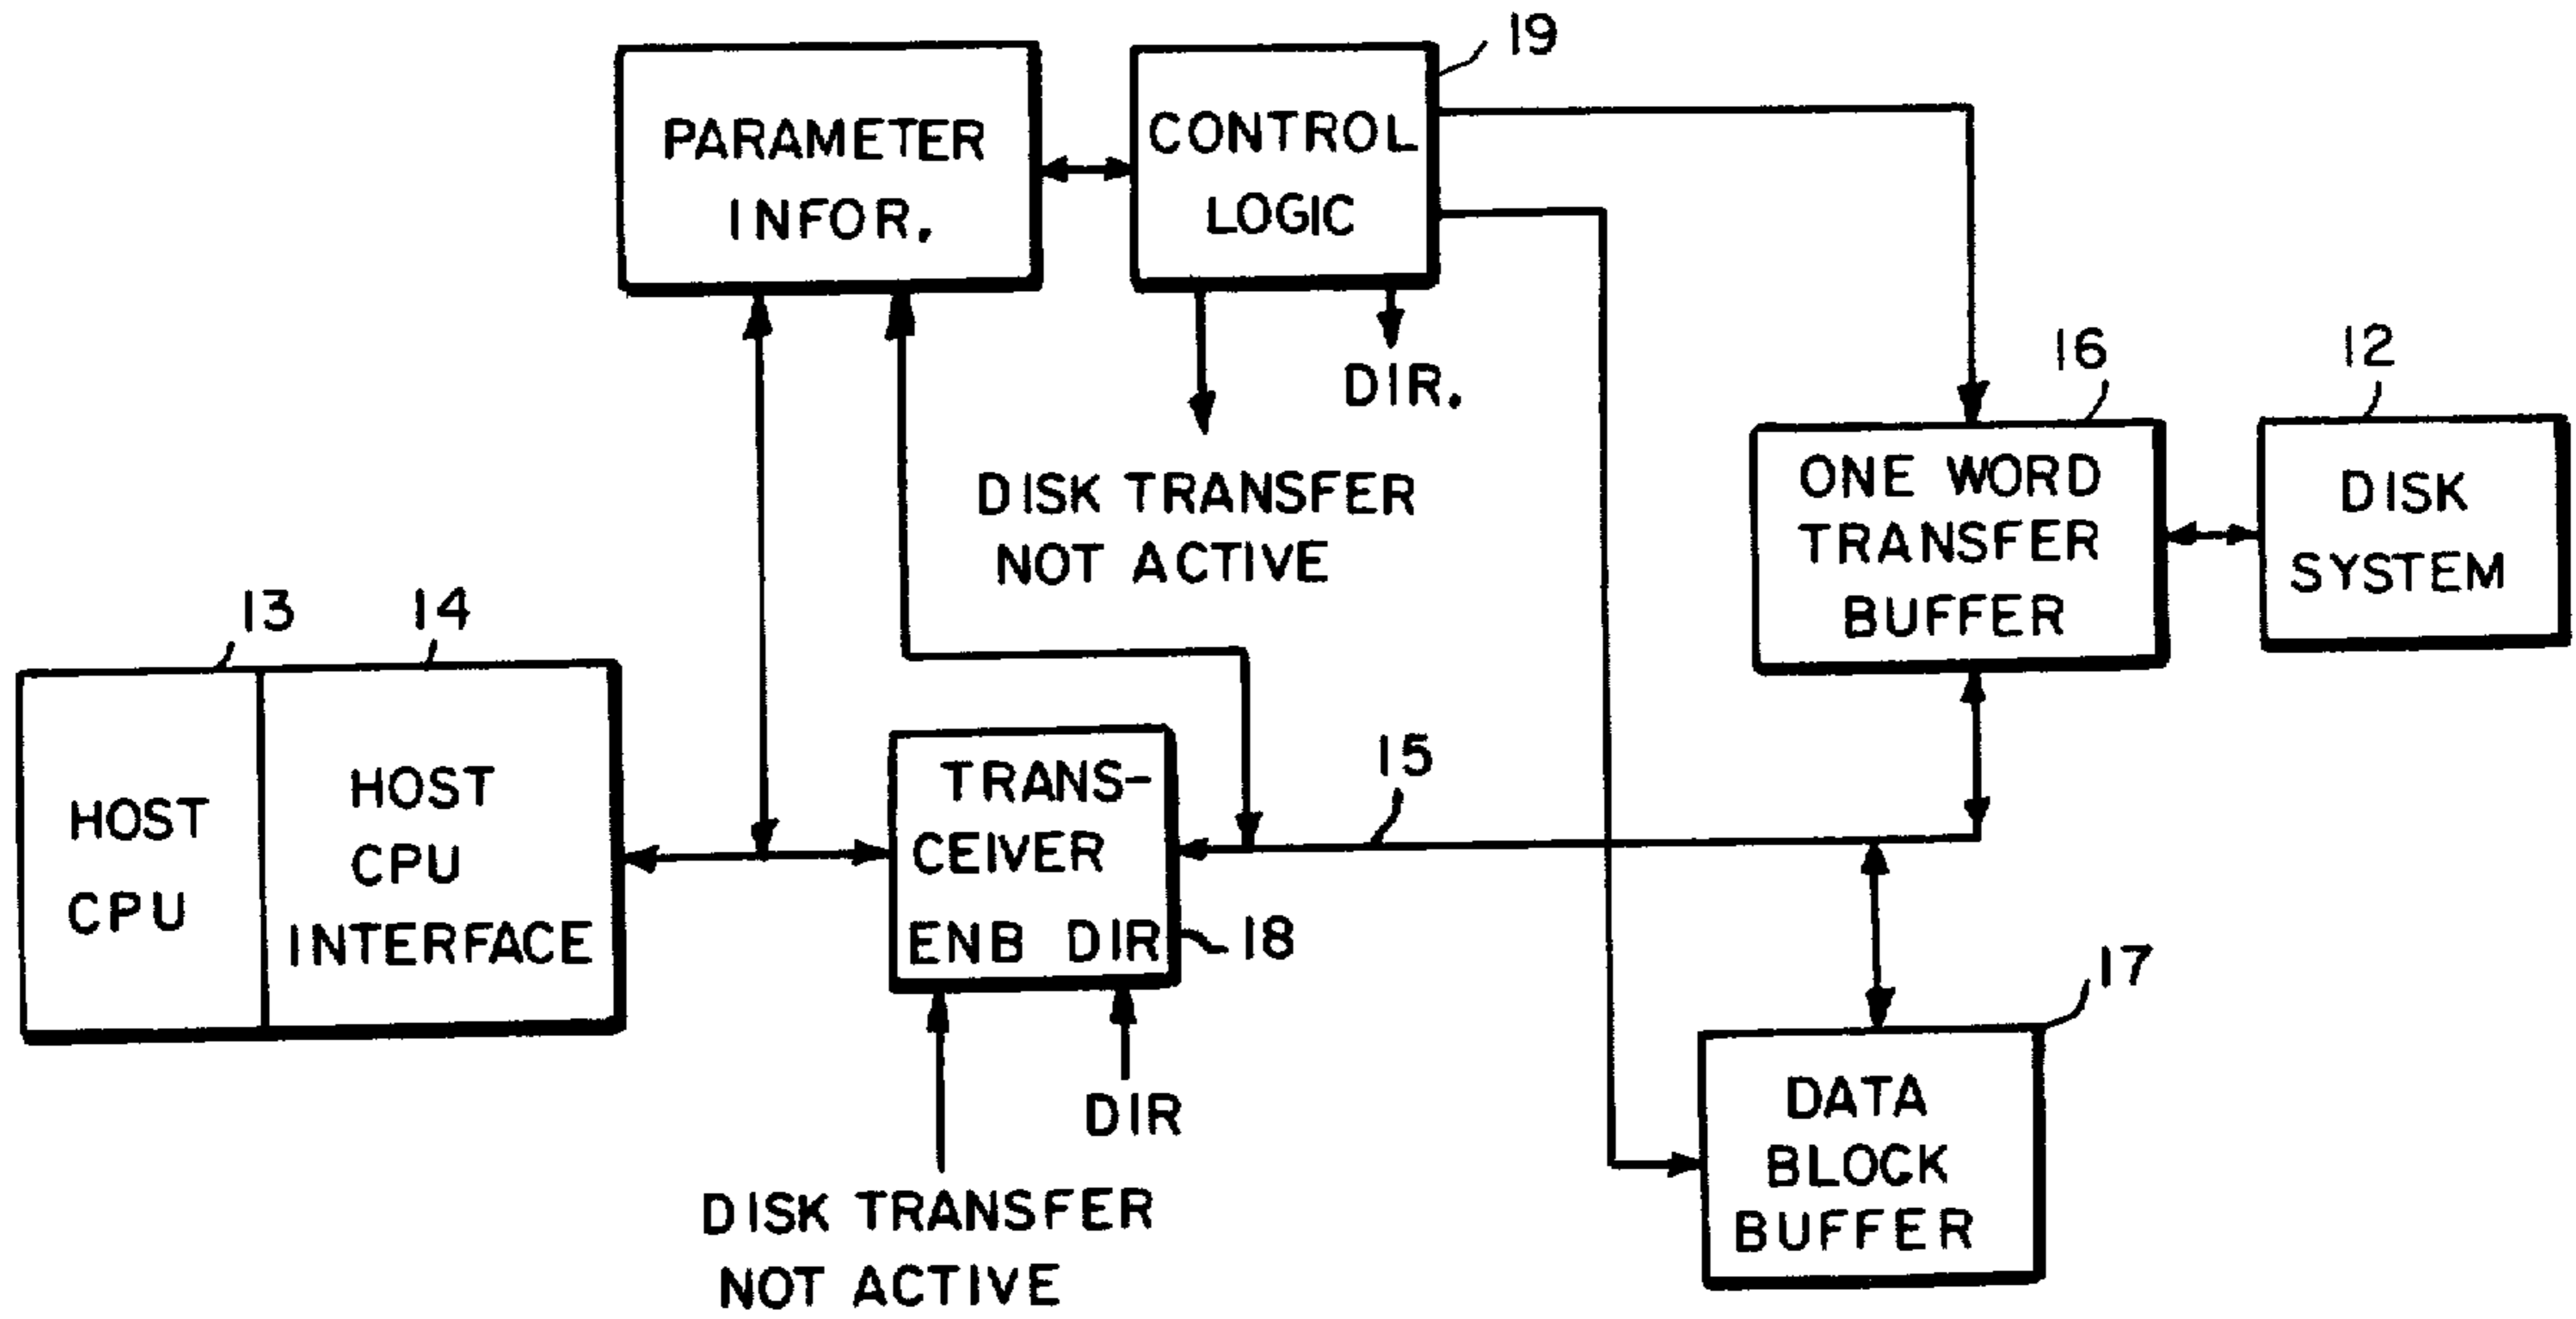 19
PARAMETER
INFOR.
CONTROL
LOGIC
DIR.
DISK TRANSFER
NOT ACTIVE
16
12
ONE WORD
TRANSFER
BUFFER
DISK
SYSTEM
13
14
HOST
CPU
HOST
CPU
INTERFACE
TRANS-
CEIVER
ENB DIR
18
15
DIR
DISK TRANSFER
NOT ACTIVE
17
DATA
BLOCK
BUFFER